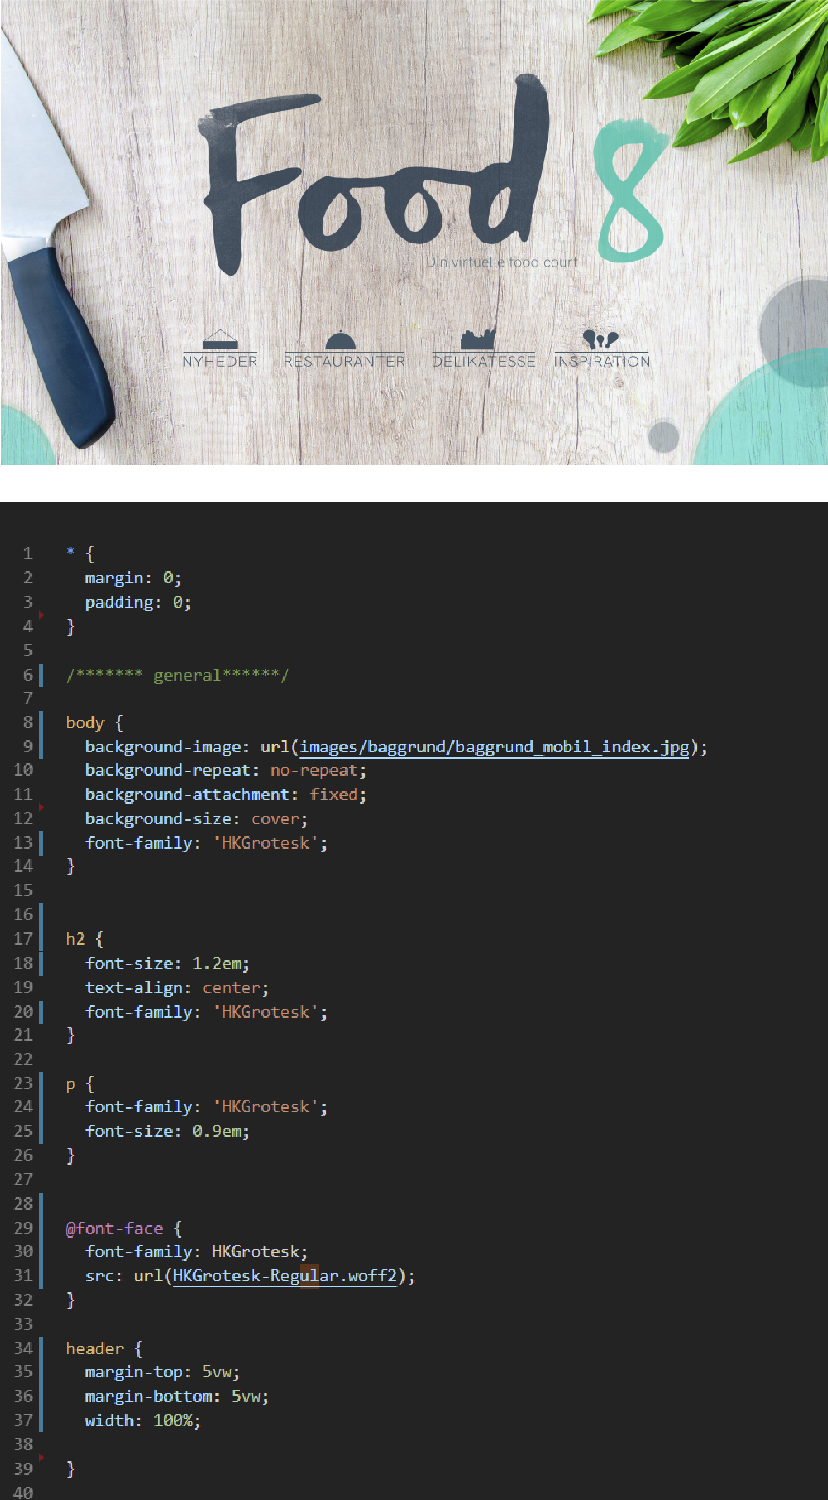 Food 8
Din virtuelle food court
NYHEDER RESTAURANTER DELIKATESSE INSPIRATION
1 * {
2 margin: 0;
3 padding: 0;
4 }
5
6 /******* general******/
7
8 body {
9 background-image: url(images/baggrund/baggrund_mobil_index.jpg);
10 background-repeat: no-repeat;
11 background-attachment: fixed;
12 background-size: cover;
13 font-family: 'HKGrotesk';
14 }
15
16
17 h2 {
18 font-size: 1.2em;
19 text-align: center;
20 font-family: 'HKGrotesk';
21 }
22
23 p {
24 font-family: 'HKGrotesk';
25 font-size: 0.9em;
26 }
27
28
29 @font-face {
30 font-family: HKGrotesk;
31 src: url(HKGrotesk-Regular.woff2);
32 }
33
34 header {
35 margin-top: 5vw;
36 margin-bottom: 5vw;
37 width: 100%;
38
39 }
40